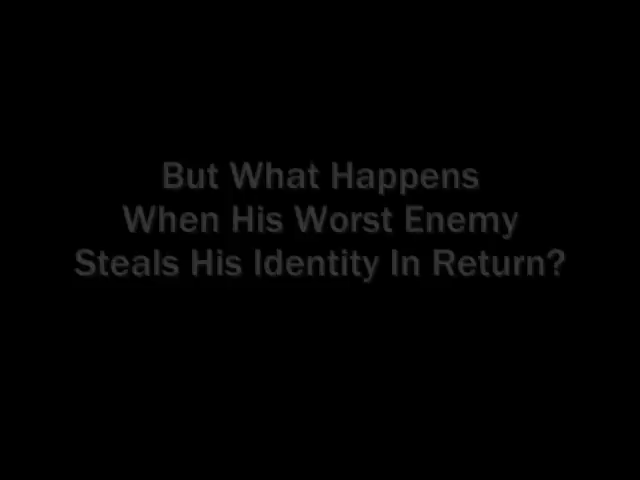 But What Happens
When His Worst Enemy
Steals His Identity In Return?